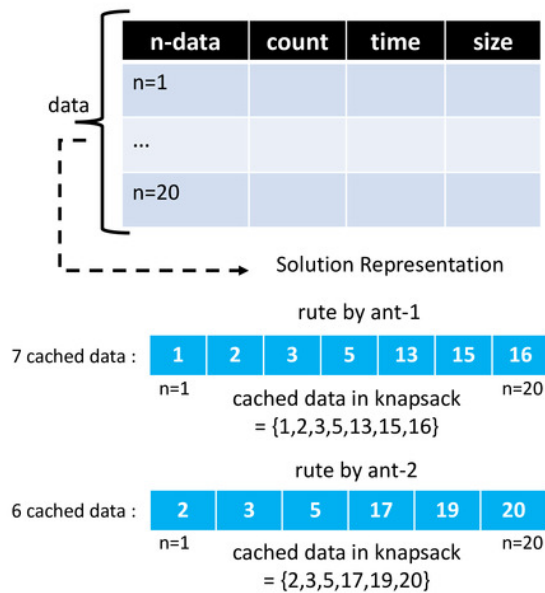 n-data count time size
n=1
data
...
n=20
Solution Representation
rute by ant-1
7 cached data : 1 2 3 5 13 15 16
n=1 n=20
cached data in knapsack
= {1,2,3,5,13,15,16}
rute by ant-2
6 cached data : 2 3 5 17 19 20
n=1 n=20
cached data in knapsack
= {2,3,5,17,19,20}